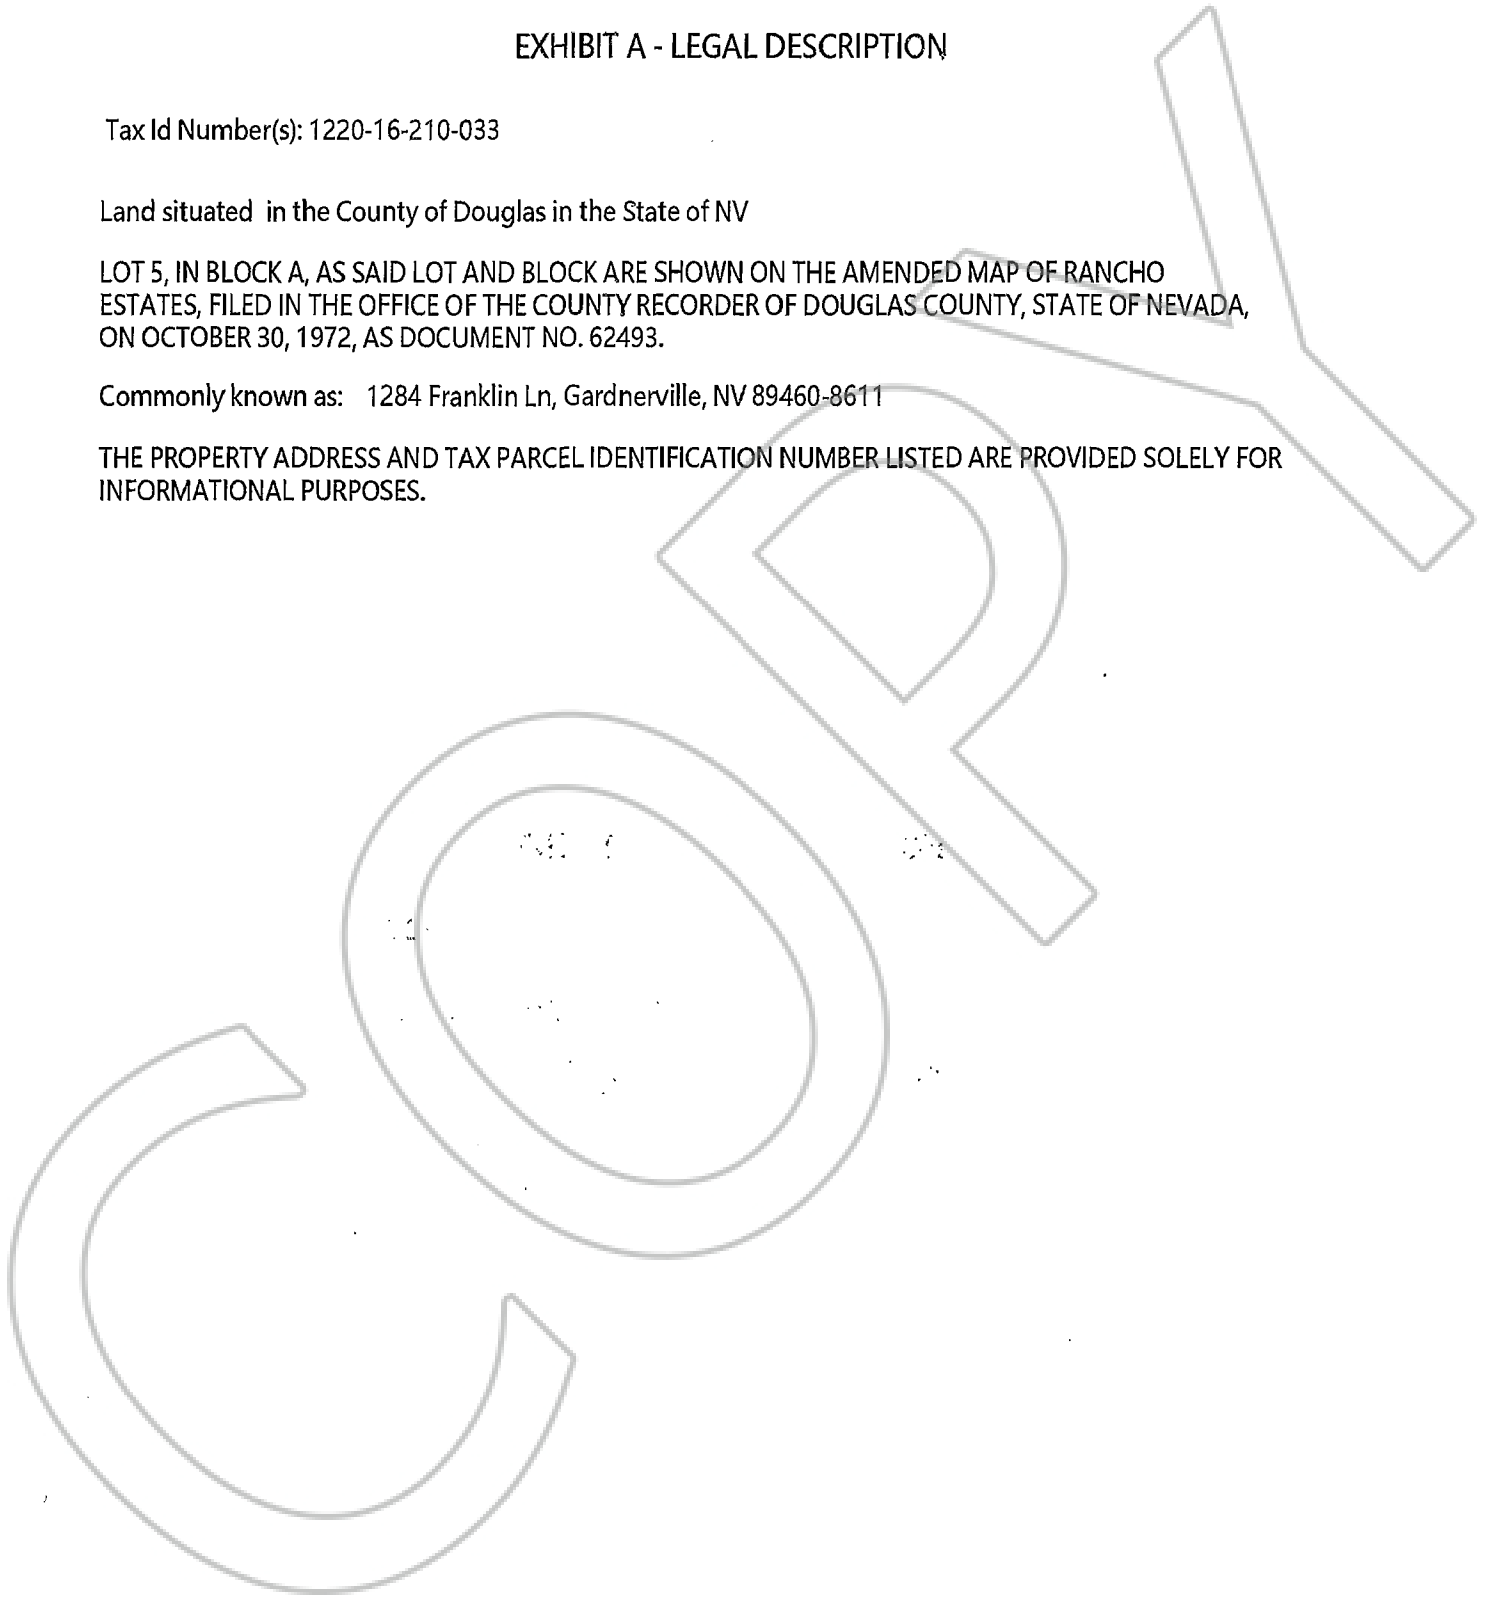 EXHIBIT A - LEGAL DESCRIPTION
Tax Id Number(s): 1220-16-210-033
Land situated in the County of Douglas in the State of NV
LOT 5, IN BLOCK A, AS SAID LOT AND BLOCK ARE SHOWN ON THE AMENDED MAP OF RANCHO
ESTATES, FILED IN THE OFFICE OF THE COUNTY RECORDER OF DOUGLAS COUNTY, STATE OF NEVADA,
ON OCTOBER 30, 1972, AS DOCUMENT NO. 62493.
Commonly known as: 1284 Franklin Ln, Gardnerville, NV 89460-8611
THE PROPERTY ADDRESS AND TAX PARCEL IDENTIFICATION NUMBER LISTED ARE PROVIDED SOLELY FOR
INFORMATIONAL PURPOSES.
COPY